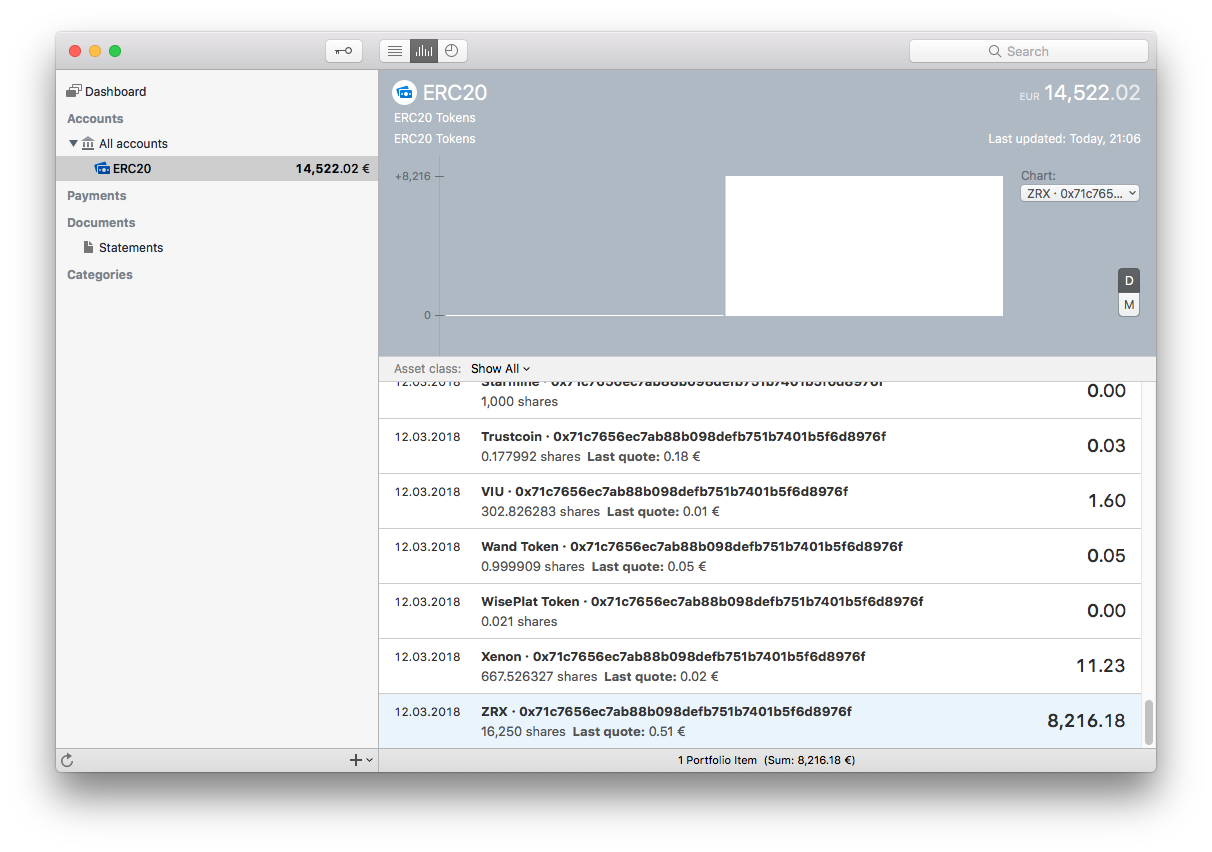 Search
Dashboard
Accounts
All accounts
ERC20 14,522.02 €
Payments
Documents
Statements
Categories
ERC20 EUR 14,522.02
ERC20 Tokens
ERC20 Tokens Last updated: Today, 21:06
+8,216
0
Chart:
ZRX · 0x71c765...
D
M
Asset class: Show All
12.03.2018 Starmine · 0x71c7656ec7ab88b098defb751b7401b5f6d8976f 0.00
1,000 shares
12.03.2018 Trustcoin · 0x71c7656ec7ab88b098defb751b7401b5f6d8976f 0.03
0.177992 shares Last quote: 0.18 €
12.03.2018 VIU · 0x71c7656ec7ab88b098defb751b7401b5f6d8976f 1.60
302.826283 shares Last quote: 0.01 €
12.03.2018 Wand Token · 0x71c7656ec7ab88b098defb751b7401b5f6d8976f 0.05
0.999909 shares Last quote: 0.05 €
12.03.2018 WisePlat Token · 0x71c7656ec7ab88b098defb751b7401b5f6d8976f 0.00
0.021 shares
12.03.2018 Xenon · 0x71c7656ec7ab88b098defb751b7401b5f6d8976f 11.23
667.526327 shares Last quote: 0.02 €
12.03.2018 ZRX · 0x71c7656ec7ab88b098defb751b7401b5f6d8976f 8,216.18
16,250 shares Last quote: 0.51 €
1 Portfolio Item (Sum: 8,216.18 €)